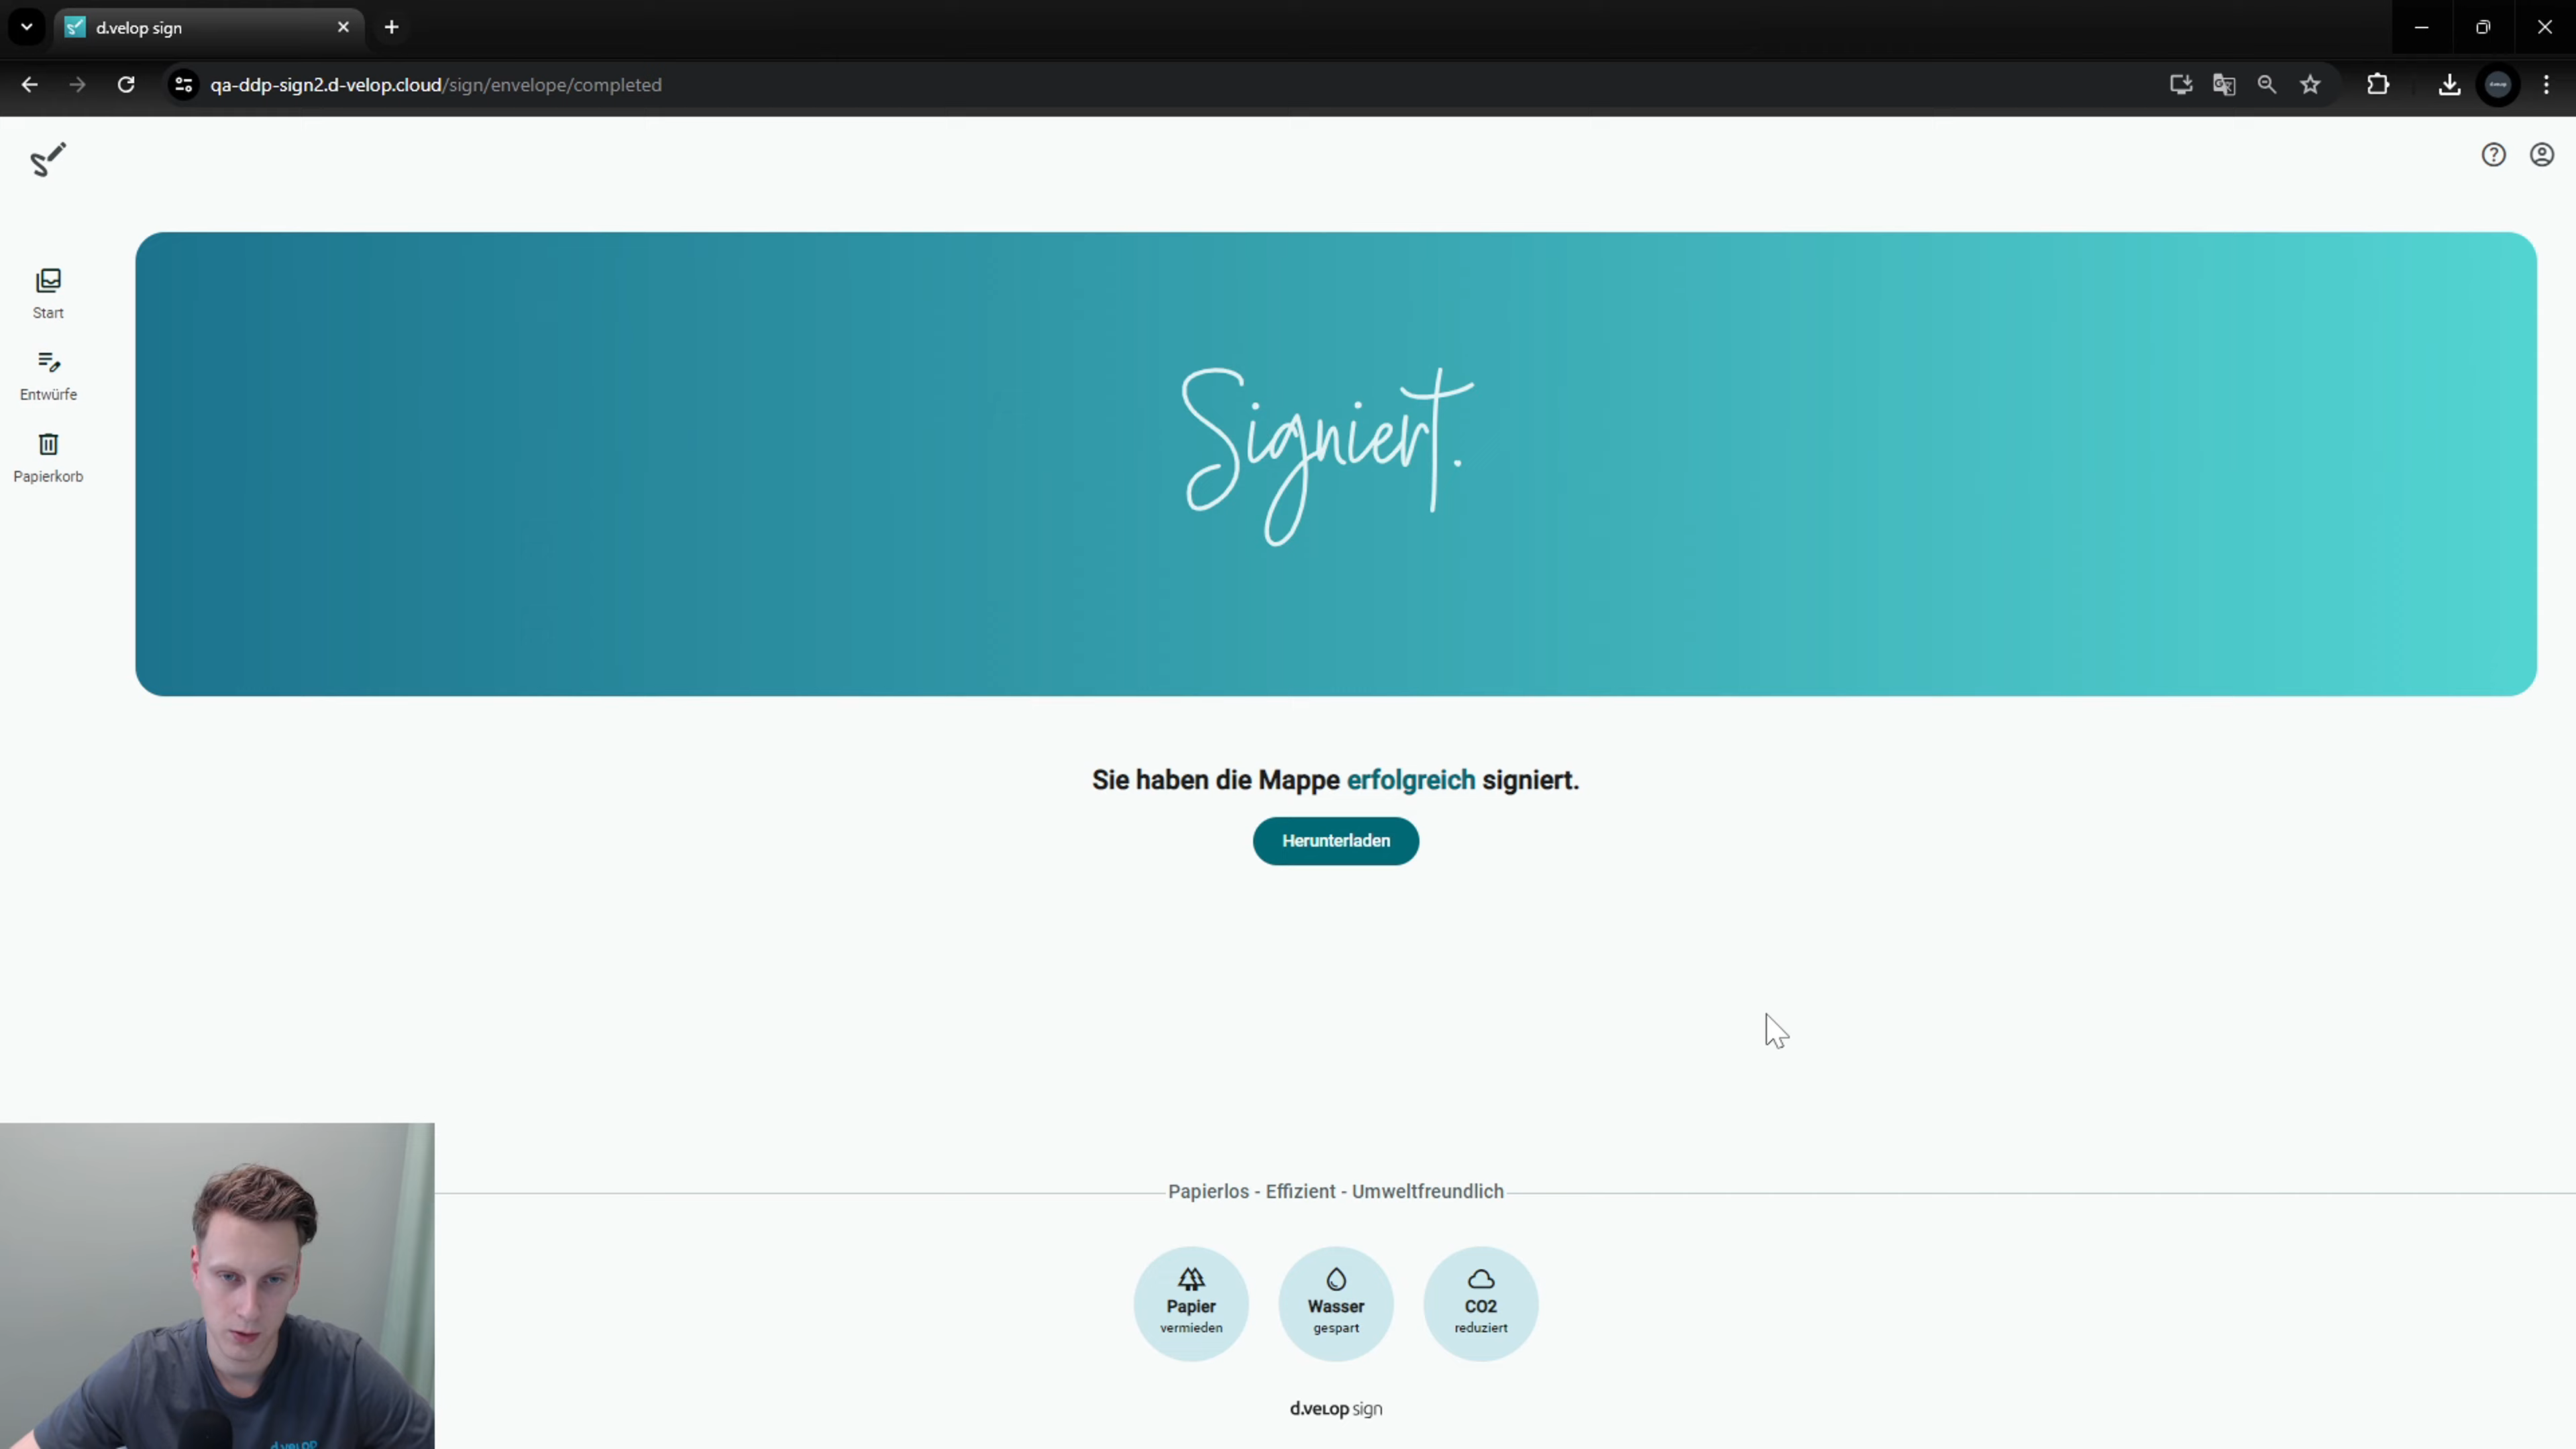 d.velop sign
qa-ddp-sign2.d-velop.cloud/sign/envelope/completed
Start
Entwürfe
Papierkorb
Signiert.
Sie haben die Mappe erfolgreich signiert.
Herunterladen
Papierlos - Effizient - Umweltfreundlich
Papier
vermieden
Wasser
gespart
CO2
reduziert
d.velop sign
d.velop